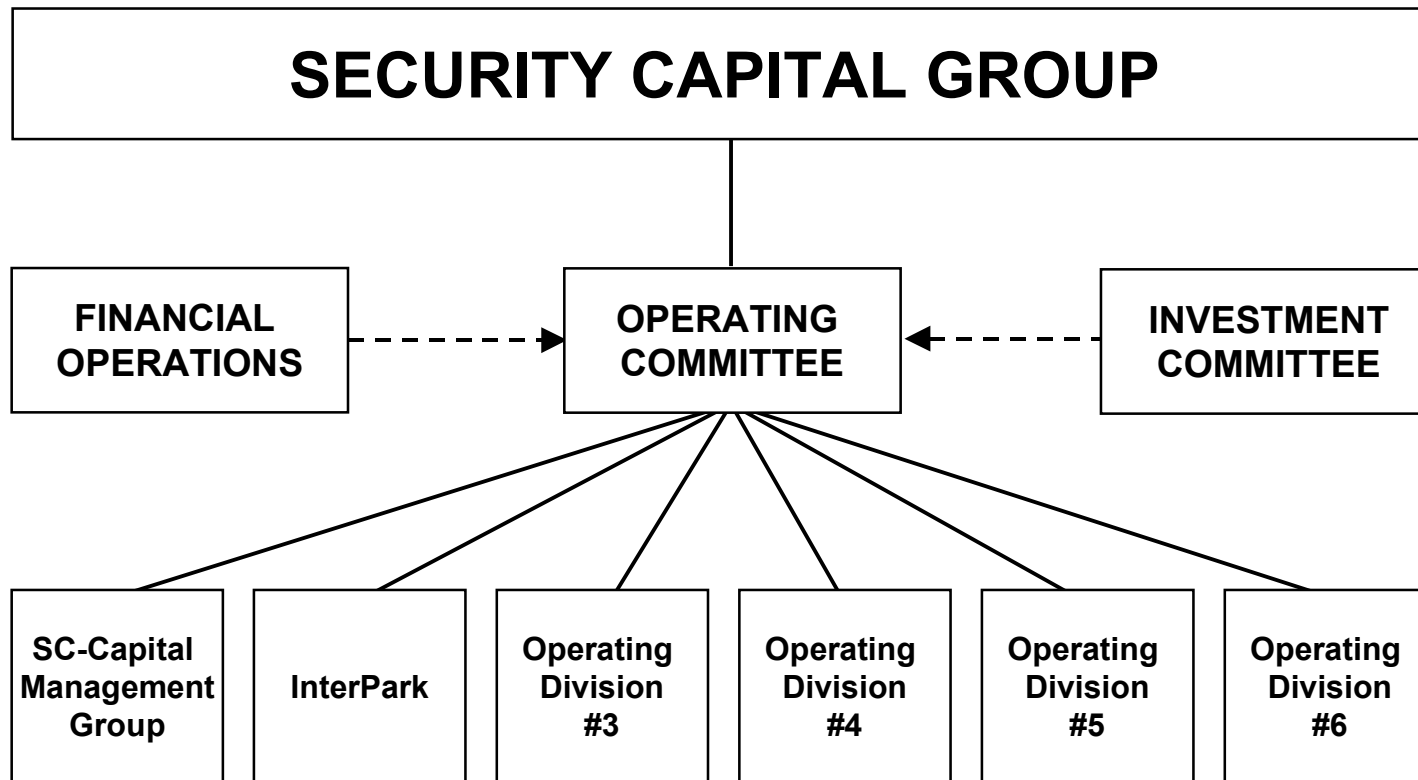 SECURITY CAPITAL GROUP
FINANCIAL
OPERATIONS
OPERATING
COMMITTEE
INVESTMENT
COMMITTEE
SC-Capital
Management
Group
InterPark
Operating
Division
#3
Operating
Division
#4
Operating
Division
#5
Operating
Division
#6